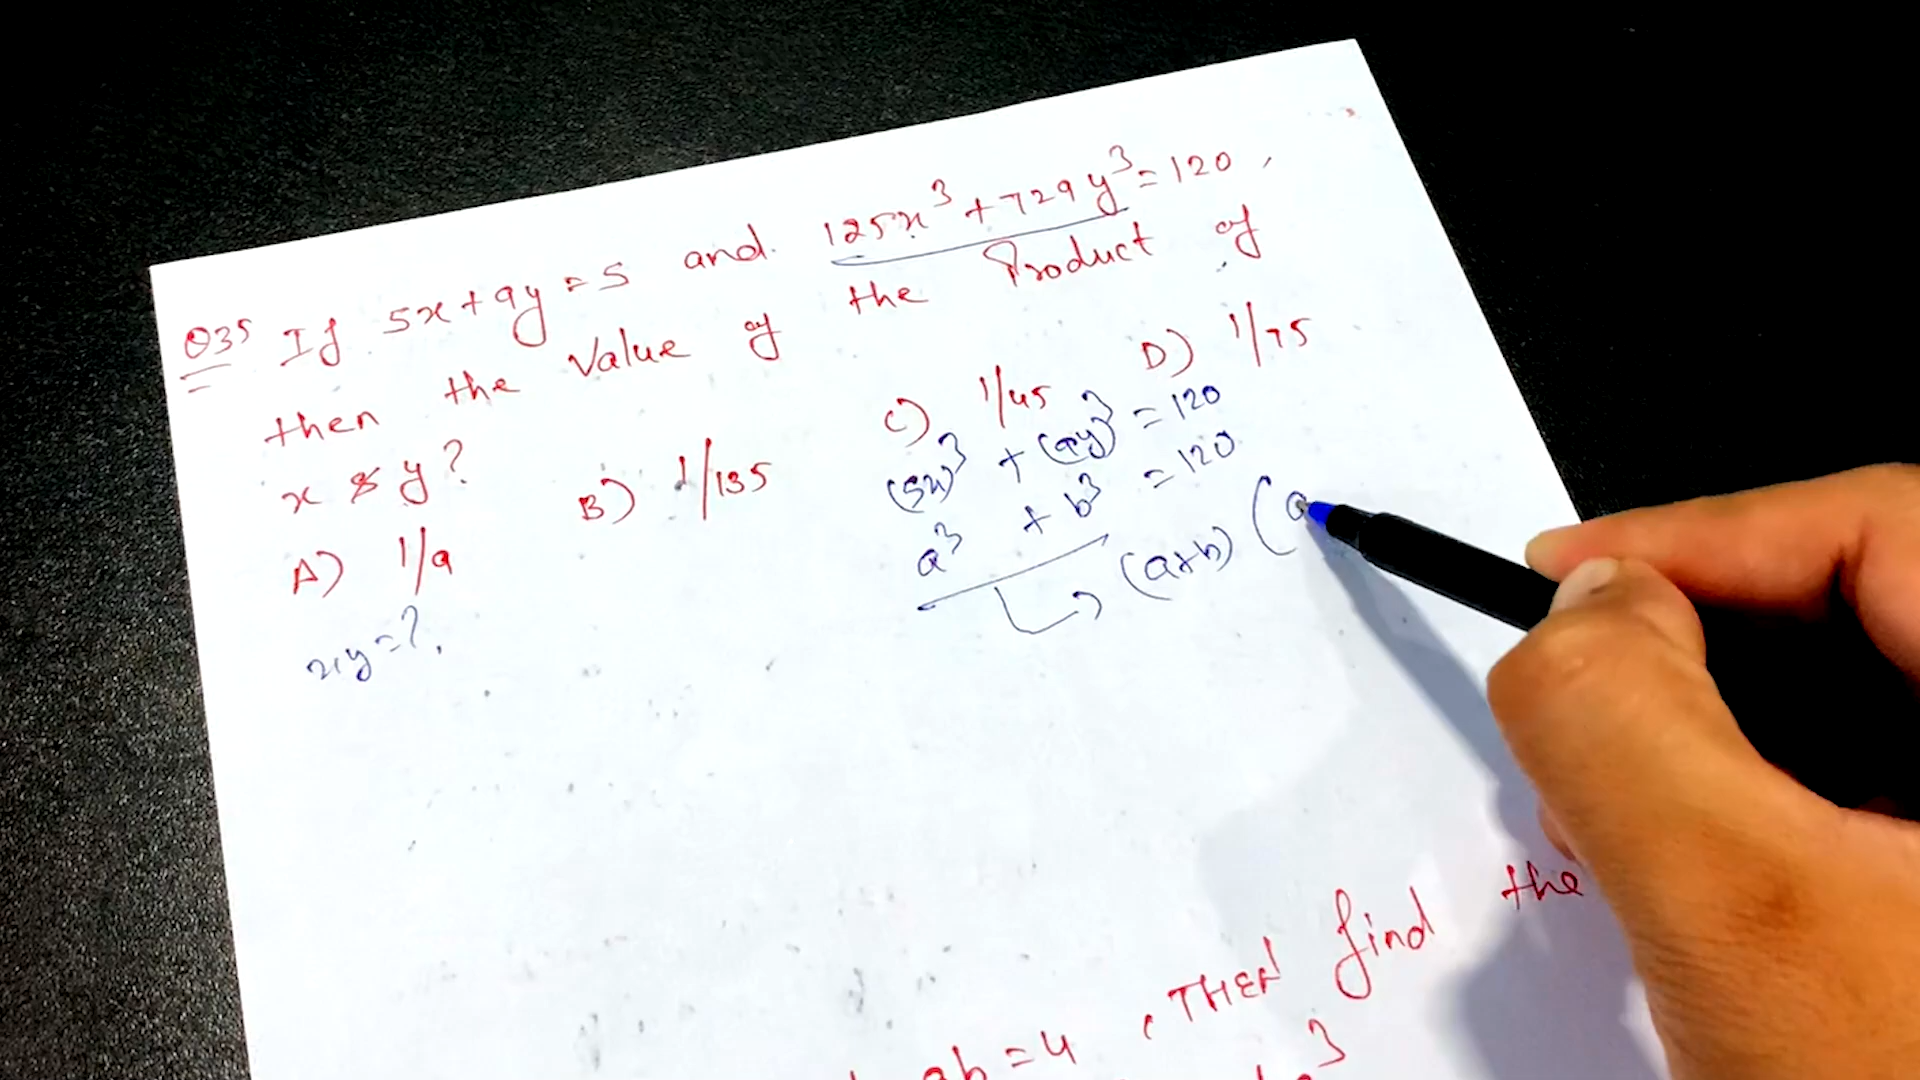 Q35 If 5x+9y=5 and 125x³+729y³=120,
then the Value of the Product of
x & y?
A) 1/9 B) 1/135 C) 1/45 D) 1/75
x,y=?.
(5x)³ + (9y)³ = 120
a³ + b³ = 120
(a+b) (a
ab=4, THEN find the
³